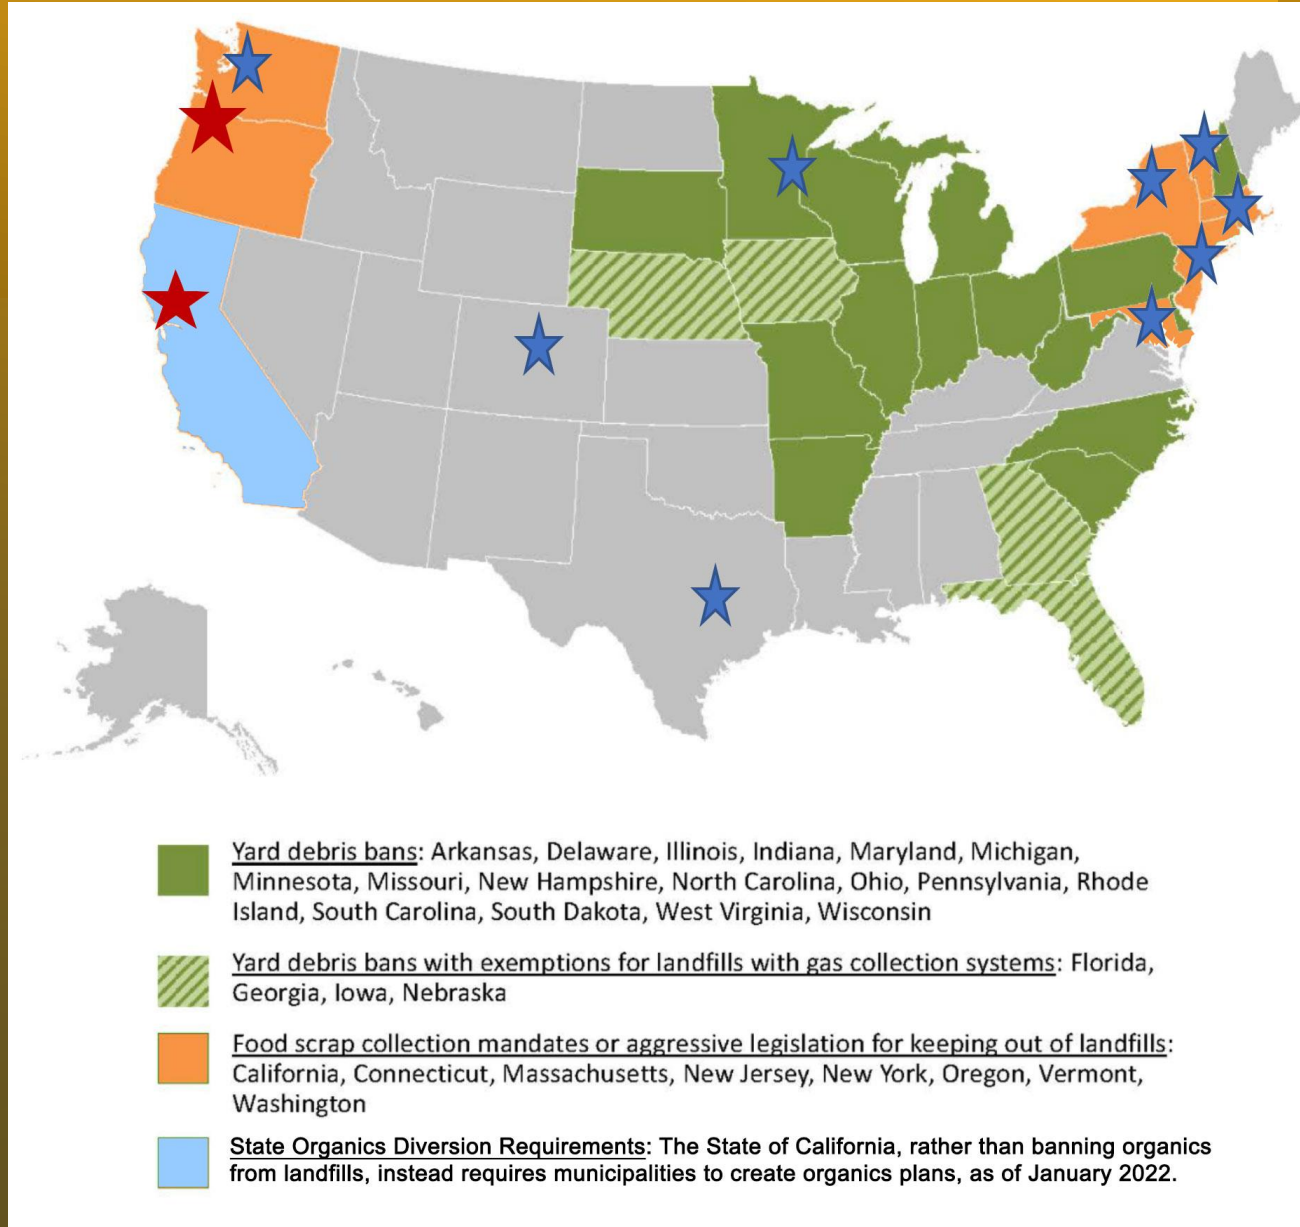 Yard debris bans: Arkansas, Delaware, Illinois, Indiana, Maryland, Michigan,
Minnesota, Missouri, New Hampshire, North Carolina, Ohio, Pennsylvania, Rhode
Island, South Carolina, South Dakota, West Virginia, Wisconsin
Yard debris bans with exemptions for landfills with gas collection systems: Florida,
Georgia, Iowa, Nebraska
Food scrap collection mandates or aggressive legislation for keeping out of landfills:
California, Connecticut, Massachusetts, New Jersey, New York, Oregon, Vermont,
Washington
State Organics Diversion Requirements: The State of California, rather than banning organics
from landfills, instead requires municipalities to create organics plans, as of January 2022.